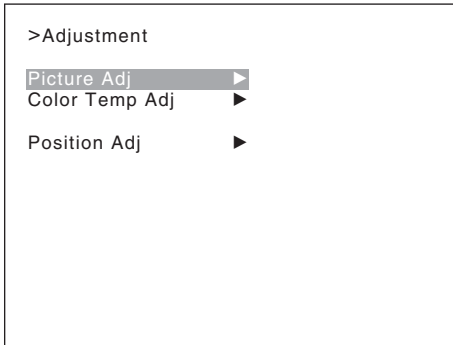 >Adjustment
Picture Adj ►
Color Temp Adj ►
Position Adj ►